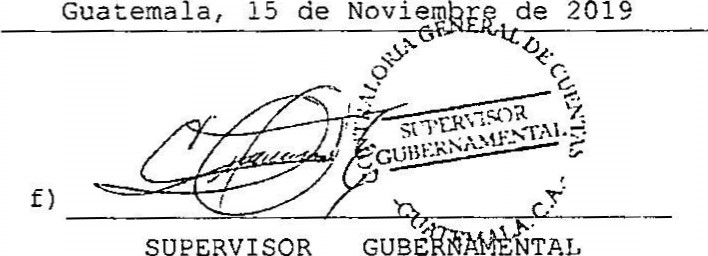 Guatemala, 15 de Noviembre de 2019
CONTRALORIA GENERAL DE CUENTAS
SUPERVISOR
GUBERNAMENTAL
-GUATEMALA. C.A.-
f)
SUPERVISOR GUBERNAMENTAL